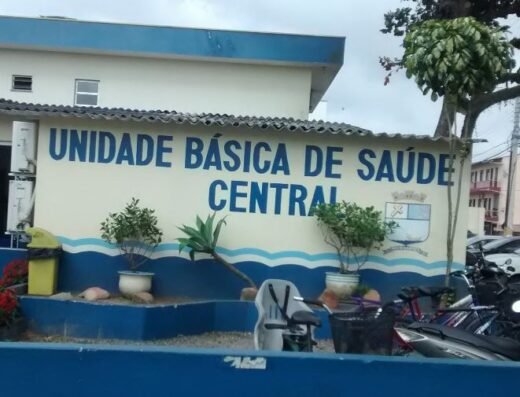 UNIDADE BÁSICA DE SAÚDE
CENTRAL